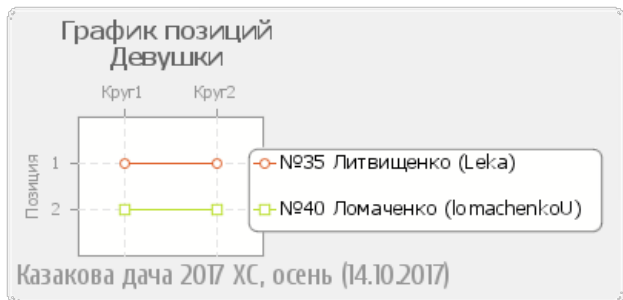 График позиций
Девушки
Круг1 Круг2
Позиция
1
2
№35 Литвищенко (Leka)
№40 Ломаченко (lomachenkoU)
Казакова дача 2017 XC, осень (14.10.2017)